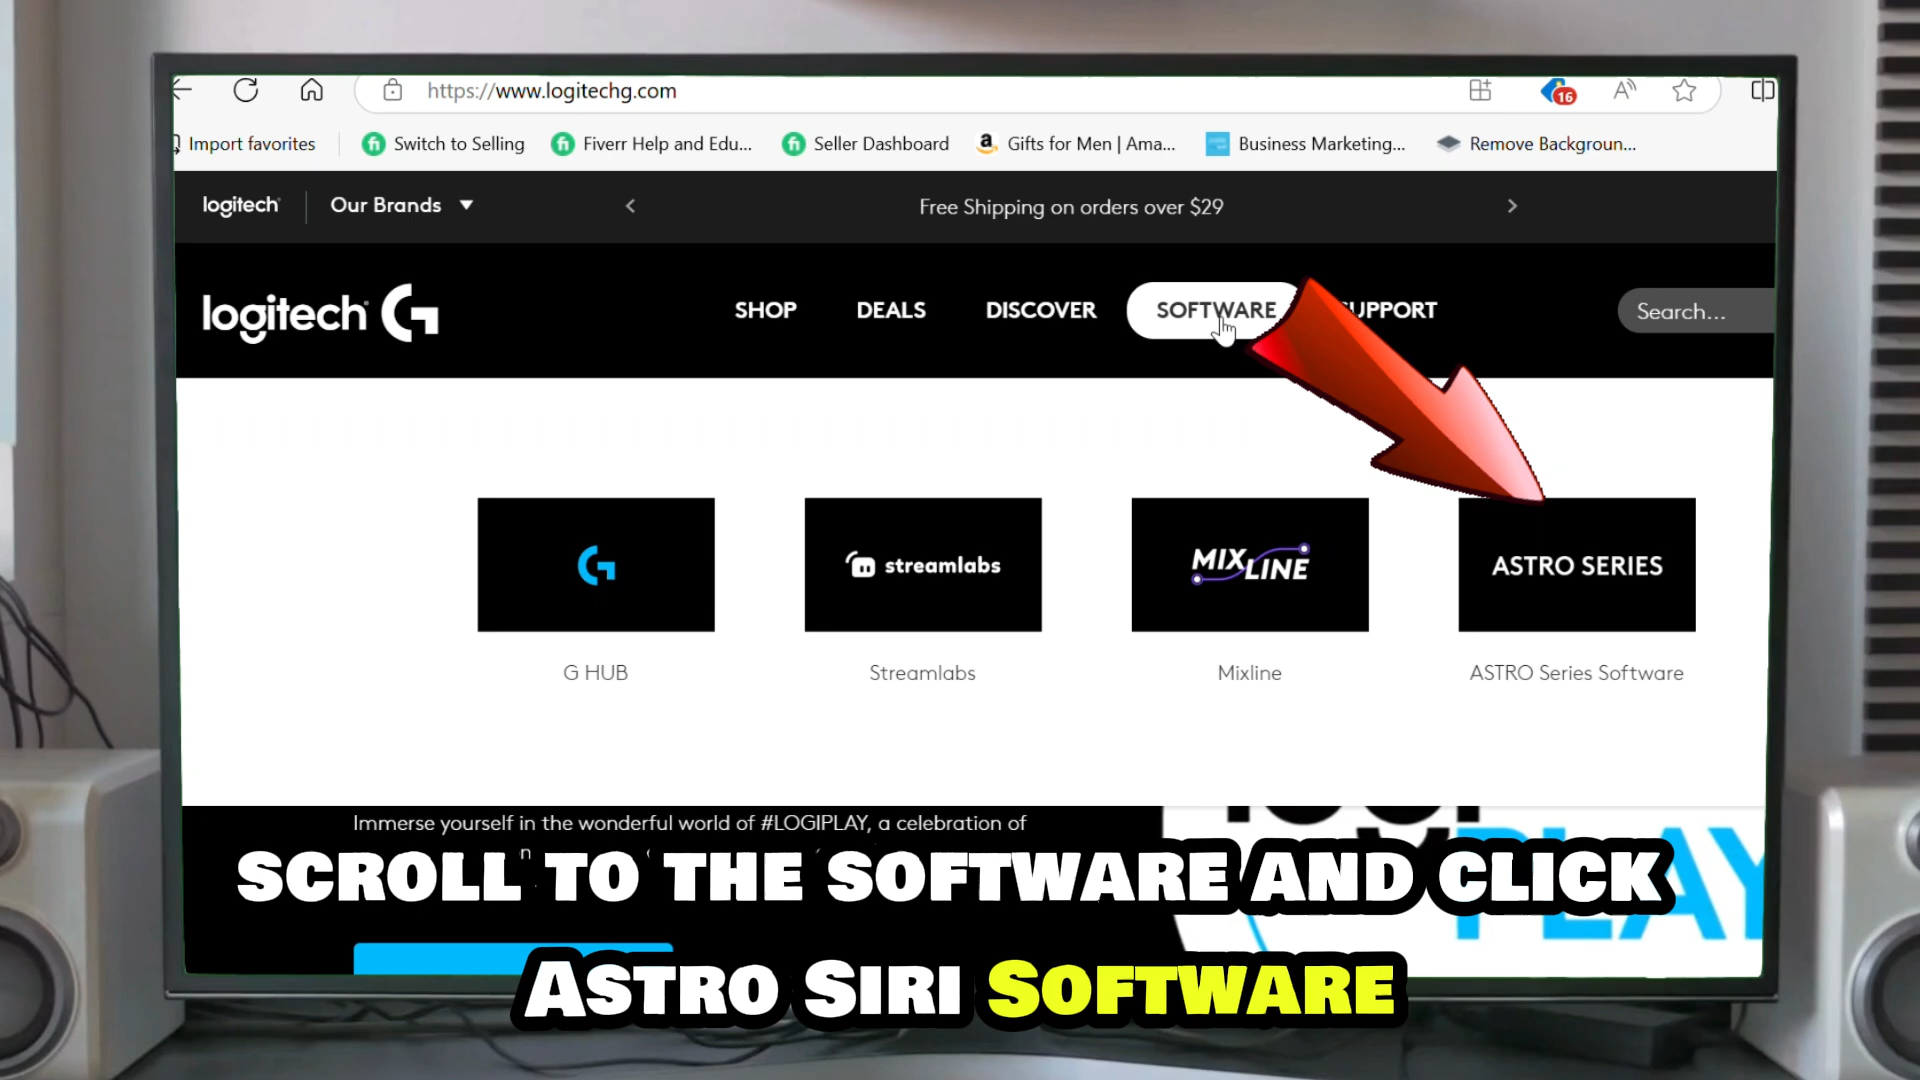 https://www.logitechg.com
16
Import favorites
Switch to Selling
Fiverr Help and Edu...
Seller Dashboard
Gifts for Men | Ama...
Business Marketing...
Remove Backgroun...
logitech
Our Brands
Free Shipping on orders over $29
logitech G
SHOP
DEALS
DISCOVER
SOFTWARE
UPPORT
Search...
streamlabs
MIXLINE
ASTRO SERIES
G HUB
Streamlabs
Mixline
ASTRO Series Software
Immerse yourself in the wonderful world of #LOGIPLAY, a celebration of
PLAY
SCROLL TO THE SOFTWARE AND CLICK
ASTRO SIRI SOFTWARE